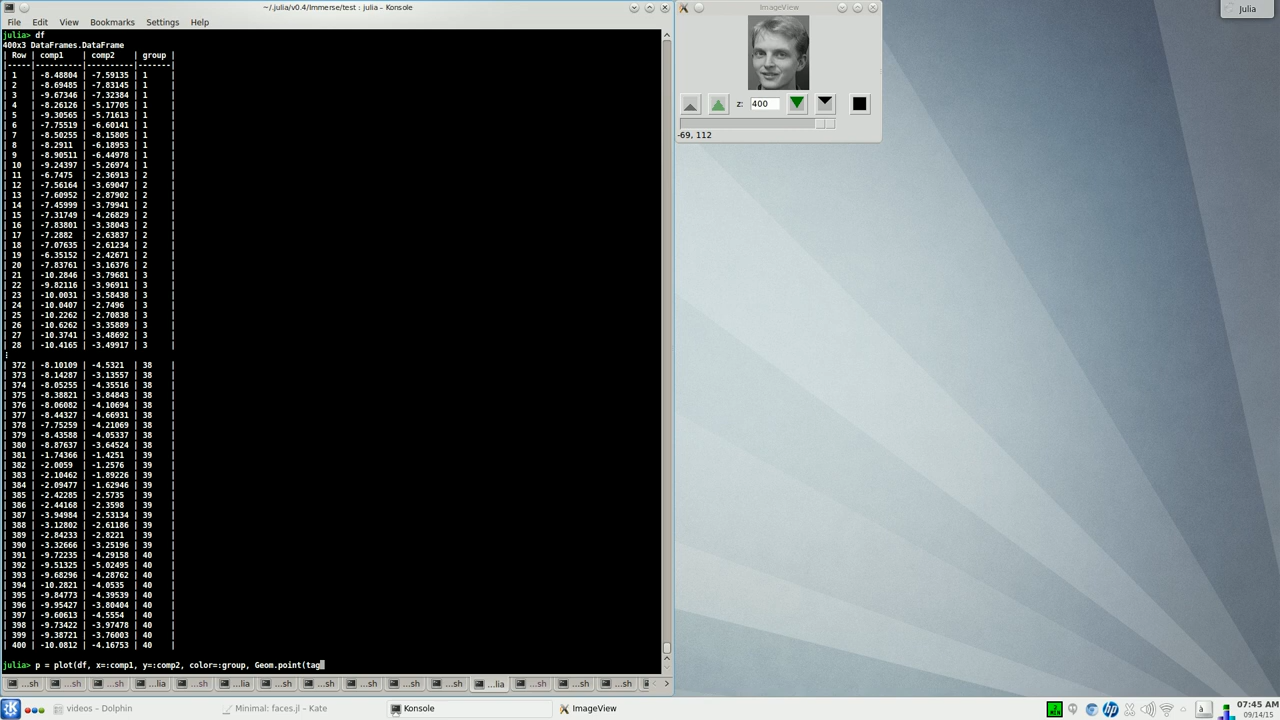 ~/.julia/v0.4/Immerse/test : julia – Konsole
File Edit View Bookmarks Settings Help
julia> df
400x3 DataFrames.DataFrame
| Row | comp1 | comp2 | group |
|-----|----------|----------|-------|
| 1 | -8.48804 | -7.59135 | 1 |
| 2 | -8.69485 | -7.83145 | 1 |
| 3 | -9.67346 | -7.32384 | 1 |
| 4 | -8.26126 | -5.17705 | 1 |
| 5 | -9.30565 | -5.71613 | 1 |
| 6 | -7.75519 | -6.60141 | 1 |
| 7 | -8.50255 | -8.15805 | 1 |
| 8 | -8.2911 | -6.18953 | 1 |
| 9 | -8.90511 | -6.44978 | 1 |
| 10 | -9.24397 | -5.26974 | 1 |
| 11 | -6.7475 | -2.36913 | 2 |
| 12 | -7.56164 | -3.69047 | 2 |
| 13 | -7.60952 | -2.87902 | 2 |
| 14 | -7.45999 | -3.79941 | 2 |
| 15 | -7.31749 | -4.26829 | 2 |
| 16 | -7.83801 | -3.38043 | 2 |
| 17 | -7.2882 | -2.63837 | 2 |
| 18 | -7.07635 | -2.61234 | 2 |
| 19 | -6.35152 | -2.42671 | 2 |
| 20 | -7.83761 | -3.16376 | 2 |
| 21 | -10.2846 | -3.79681 | 3 |
| 22 | -9.82116 | -3.96911 | 3 |
| 23 | -10.0031 | -3.58438 | 3 |
| 24 | -10.0407 | -2.7496 | 3 |
| 25 | -10.2262 | -2.70838 | 3 |
| 26 | -10.6262 | -3.35889 | 3 |
| 27 | -10.3741 | -3.48692 | 3 |
| 28 | -10.4165 | -3.49917 | 3 |
⋮
| 372 | -8.10109 | -4.5321 | 38 |
| 373 | -8.14287 | -3.13557 | 38 |
| 374 | -8.05255 | -4.35516 | 38 |
| 375 | -8.38821 | -3.84843 | 38 |
| 376 | -8.06082 | -4.10694 | 38 |
| 377 | -8.44327 | -4.66931 | 38 |
| 378 | -7.75259 | -4.21069 | 38 |
| 379 | -8.43588 | -4.05337 | 38 |
| 380 | -8.87637 | -3.64524 | 38 |
| 381 | -1.74366 | -1.4251 | 39 |
| 382 | -2.0059 | -1.2576 | 39 |
| 383 | -2.10462 | -1.89226 | 39 |
| 384 | -2.09477 | -1.62946 | 39 |
| 385 | -2.42285 | -2.5735 | 39 |
| 386 | -2.44168 | -2.3598 | 39 |
| 387 | -3.94984 | -2.53134 | 39 |
| 388 | -3.12802 | -2.61186 | 39 |
| 389 | -2.84233 | -2.8221 | 39 |
| 390 | -3.32666 | -3.25196 | 39 |
| 391 | -9.72235 | -4.29158 | 40 |
| 392 | -9.51325 | -5.02495 | 40 |
| 393 | -9.68296 | -4.28762 | 40 |
| 394 | -10.2821 | -4.0535 | 40 |
| 395 | -9.84773 | -4.39539 | 40 |
| 396 | -9.95427 | -3.80404 | 40 |
| 397 | -9.60613 | -4.5554 | 40 |
| 398 | -9.73422 | -3.97478 | 40 |
| 399 | -9.38721 | -3.76003 | 40 |
| 400 | -10.0812 | -4.16753 | 40 |
julia> p = plot(df, x=:comp1, y=:comp2, color=:group, Geom.point(tag
...sh ...sh ...sh ...lia ...sh ...lia ...sh ...sh ...sh ...sh ...sh ...lia ...sh ...sh ...sh
ImageView
z: 400
-69, 112
Julia
videos – Dolphin
Minimal: faces.jl – Kate
Konsole
ImageView
hp
à
07:45 AM
09/14/15